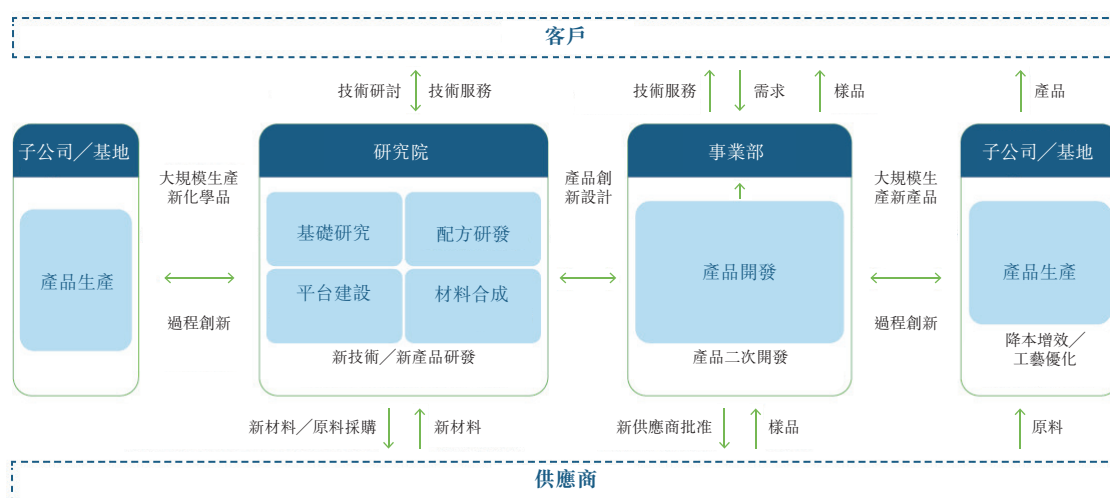 客戶
技術研討
技術服務
技術服務
需求
樣品
產品
子公司／基地
研究院
事業部
子公司／基地
大規模生產
新化學品
產品創
新設計
大規模生
產新產品
基礎研究
配方研發
產品生產
產品開發
產品生產
平台建設
材料合成
過程創新
過程創新
新技術／新產品研發
產品二次開發
降本增效／
工藝優化
新材料／原料採購
新材料
新供應商批准
樣品
原料
供應商